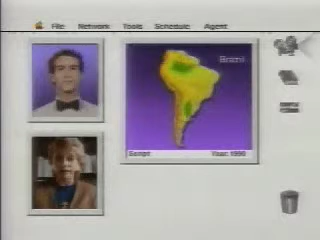 File Network Tools Schedule Agent
Brazil
Script Year: 1990